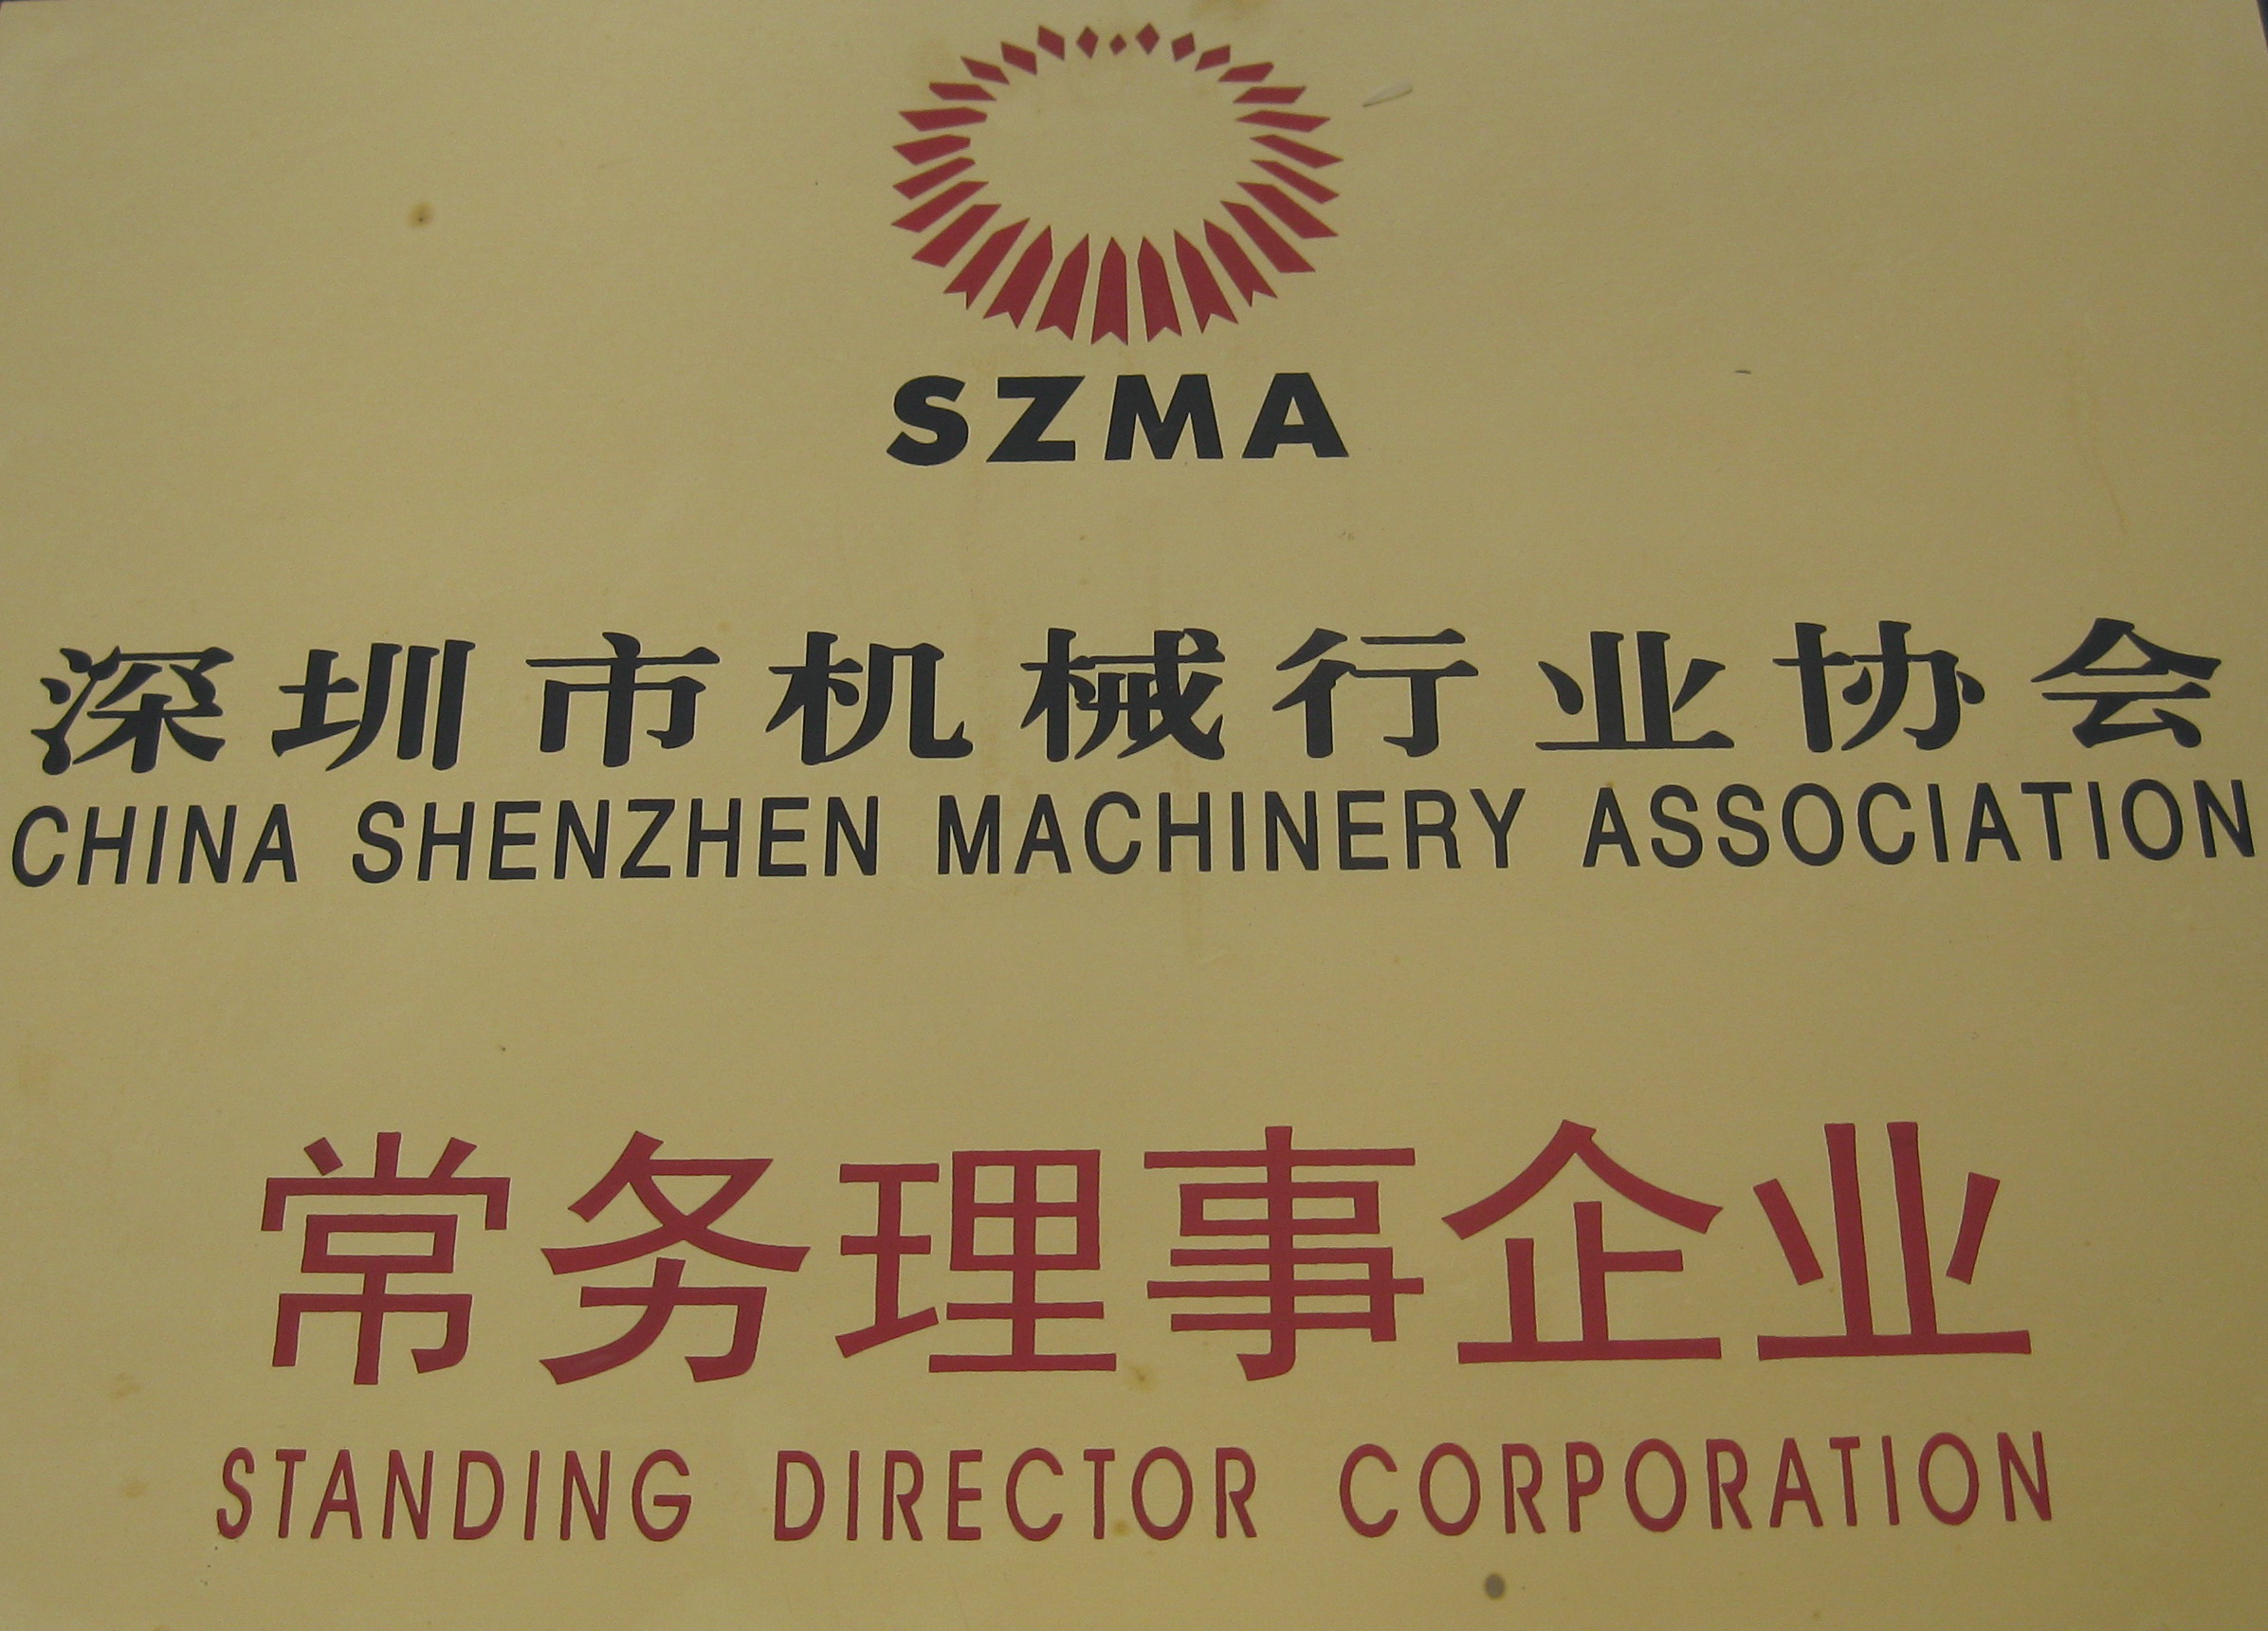 SZMA
深圳市机械行业协会
CHINA SHENZHEN MACHINERY ASSOCIATION
常务理事企业
STANDING DIRECTOR CORPORATION